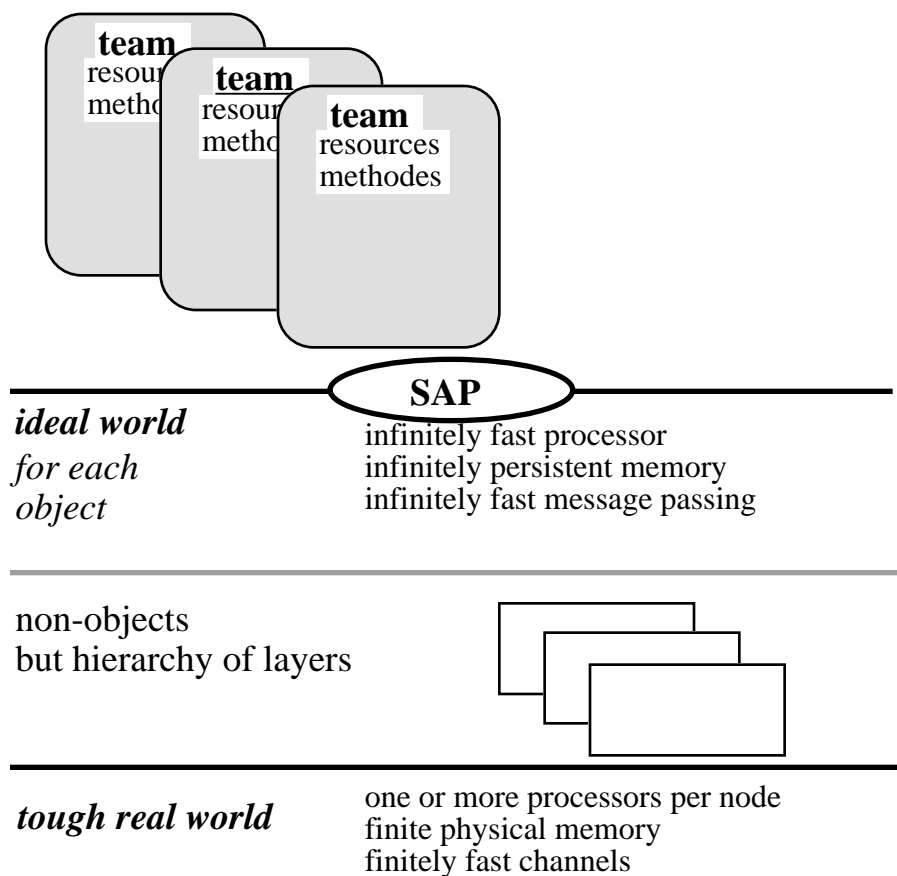 team
resour
metho
team
resour
metho
team
resources
methodes
SAP
ideal world
for each
object
infinitely fast processor
infinitely persistent memory
infinitely fast message passing
non-objects
but hierarchy of layers
tough real world
one or more processors per node
finite physical memory
finitely fast channels